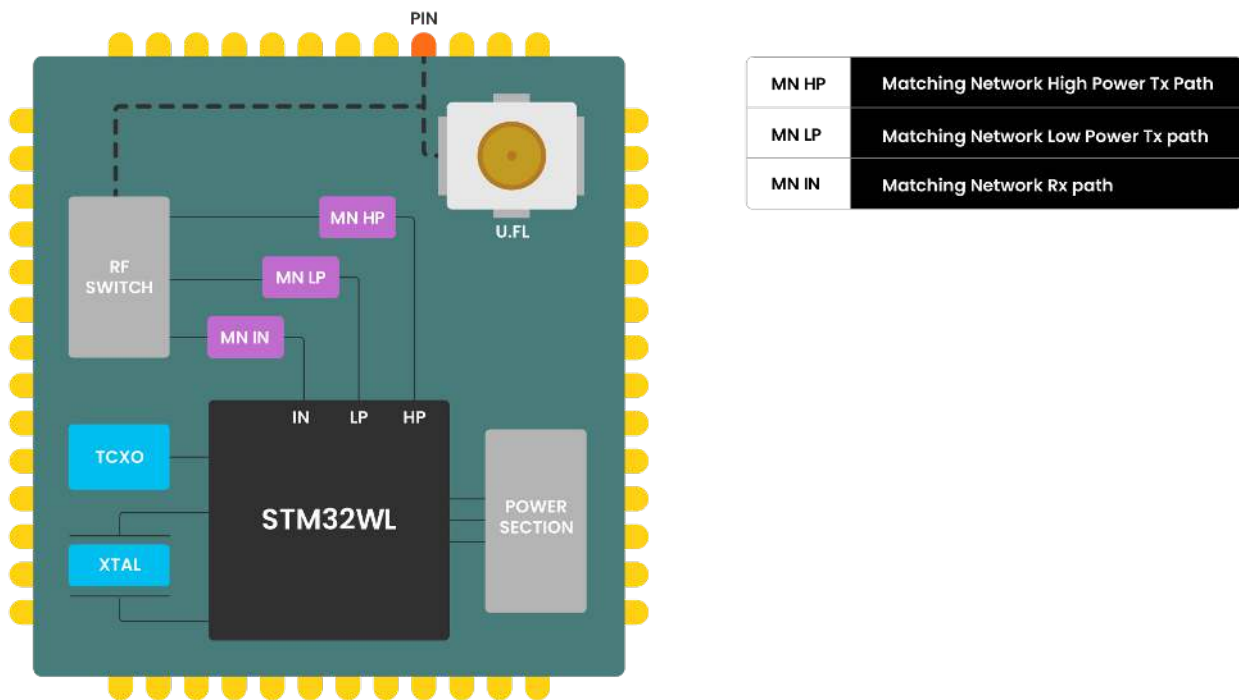 PIN
U.FL
RF
SWITCH
MN HP
MN LP
MN IN
IN
LP
HP
TCXO
STM32WL
XTAL
POWER
SECTION
MN HP Matching Network High Power Tx Path
MN LP Matching Network Low Power Tx path
MN IN Matching Network Rx path